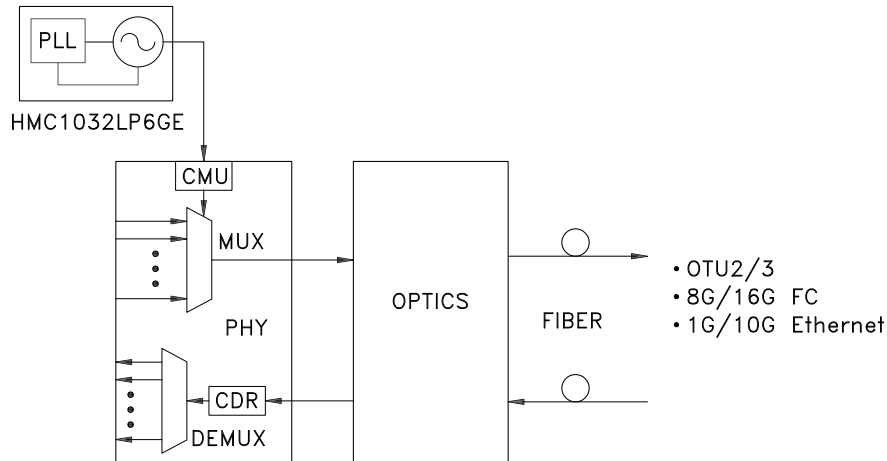 PLL
HMC1032LP6GE
CMU
MUX
PHY
OPTICS
FIBER
• OTU2/3
• 8G/16G FC
• 1G/10G Ethernet
CDR
DEMUX